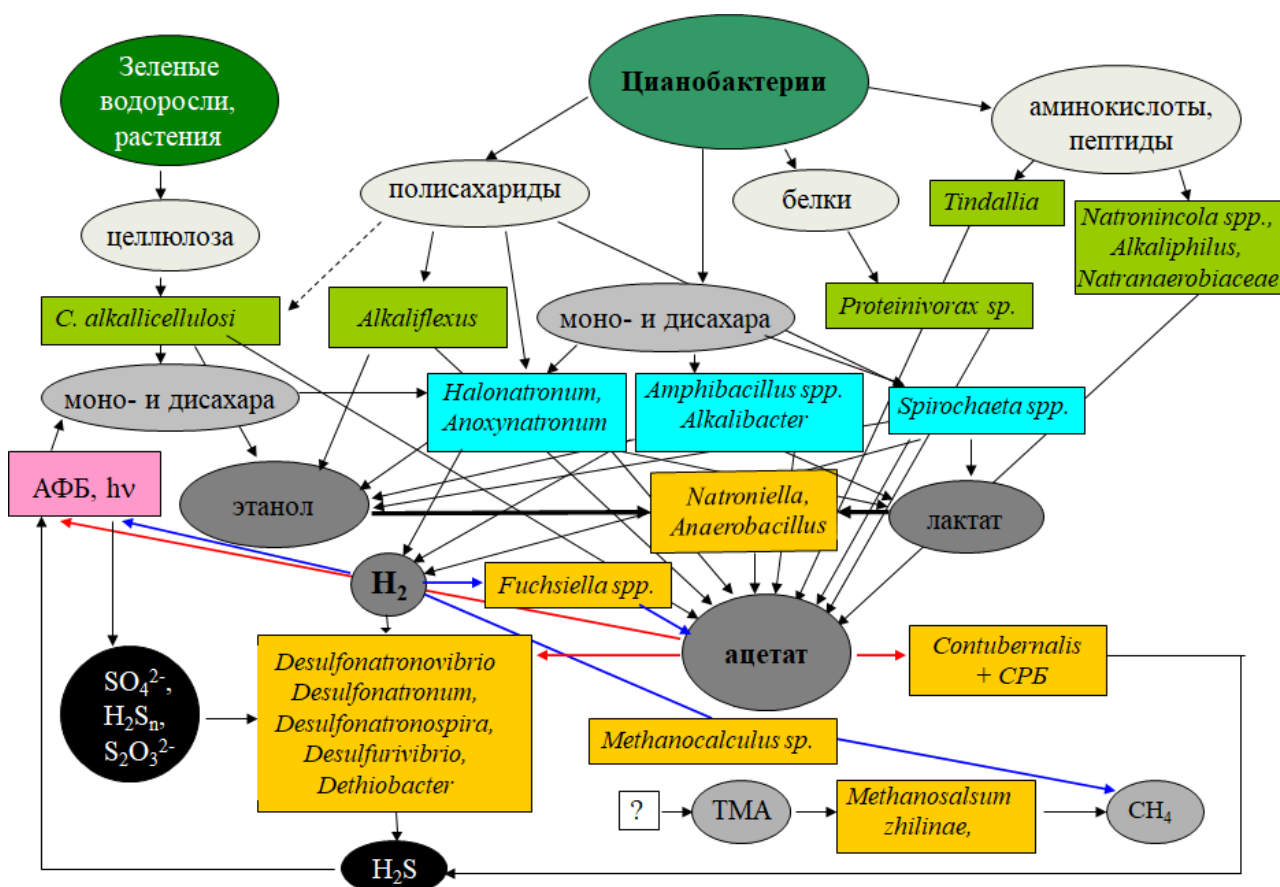 Зеленые
водоросли,
растения
Цианобактерии
аминокислоты,
пептиды
полисахариды
белки
Tindallia
целлюлоза
Natronincola spp.,
Alkaliphilus,
Natranaerobiaceae
C. alkallicellulosi
Alkaliflexus
моно- и дисахара
Proteinivorax sp.
моно- и дисахара
Halonatronum,
Anoxynatronum
Amphibacillus spp.
Alkalibacter
Spirochaeta spp.
АФБ, hν
этанол
Natroniella,
Anaerobacillus
лактат
H2
Fuchsiella spp.
ацетат
Contubernalis
+ СРБ
SO42-,
H2Sn,
S2O32-
Desulfonatronovibrio
Desulfonatronum,
Desulfonatronospira,
Desulfurivibrio,
Dethiobacter
Methanocalculus sp.
?
TMA
Methanosalsum
zhilinae,
CH4
H2S